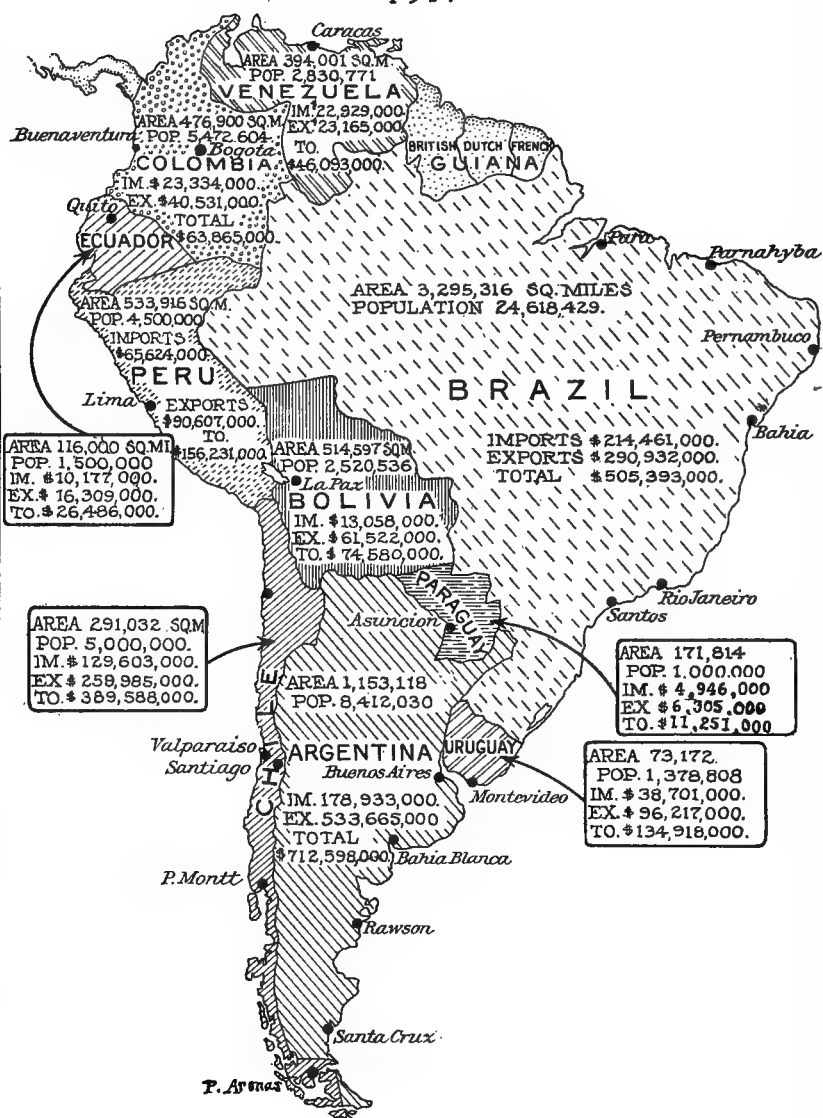 Caracas
AREA 394,001 SQ.M
POP. 2,830,771
VENEZUELA
IM. $22,929,000.
EX. $23,165,000.
TO.
$46,093,000.
AREA 476,900 SQ.M
POP. 5,472,604
Buenaventura
Bogota
COLOMBIA
IM. $23,334,000.
EX. $40,531,000.
TOTAL
$63,865,000.
BRITISH DUTCH FRENCH
GUIANA
Quito
ECUADOR
Para
Parnahyba
AREA 3,295,316 SQ. MILES
POPULATION 24,618,429.
Pernambuco
BRAZIL
Bahia
IMPORTS $214,461,000.
EXPORTS $290,932,000.
TOTAL $505,393,000.
AREA 533,916 SQ.M.
POP. 4,500,000
IMPORTS
$65,624,000.
PERU
Lima
EXPORTS
$90,607,000.
TO.
$156,231,000.
AREA 116,000 SQ.MI.
POP. 1,500,000
IM. $10,177,000.
EX. $16,309,000.
TO. $26,486,000.
AREA 514,597 SQ.M.
POP. 2,520,536
La Paz
BOLIVIA
IM. $13,058,000.
EX. $61,522,000.
TO. $74,580,000.
PARAGUAY
Asuncion
Rio Janeiro
Santos
AREA 291,032 SQ.M
POP. 5,000,000.
IM. $129,603,000.
EX $259,985,000.
TO. $389,588,000.
AREA 171,814
POP. 1.000.000
IM. $4,946,000
EX $6,305,000
TO. $11,251,000
CHILE
Valparaiso
Santiago
AREA 1,153,118
POP. 8,412,030
ARGENTINA
Buenos Aires
IM. 178,933,000.
EX. 533,665,000
TOTAL
$712,598,000.
URUGUAY
Montevideo
AREA 73,172.
POP. 1,378,808
IM. $38,701,000.
EX. $96,217,000.
TO. $134,918,000.
Bahia Blanca
P. Montt
Rawson
Santa Cruz
P. Arenas